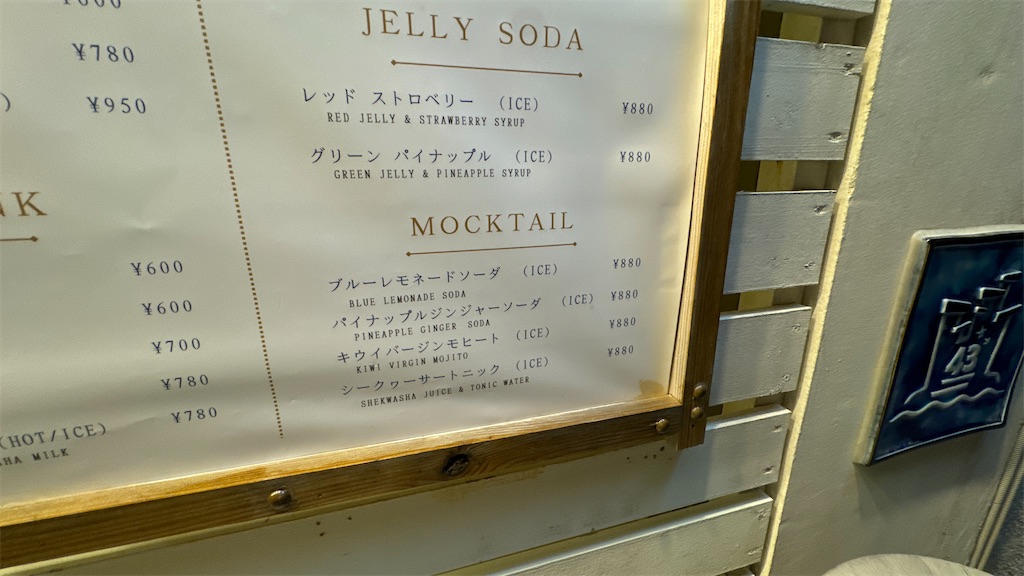 ¥780
¥950
NK
¥600
¥600
¥700
¥780
¥780
(HOT/ICE)
HA MILK
JELLY SODA
レッド ストロベリー (ICE) ¥880
RED JELLY & STRAWBERRY SYRUP
グリーン パイナップル (ICE) ¥880
GREEN JELLY & PINEAPPLE SYRUP
MOCKTAIL
ブルーレモネードソーダ (ICE) ¥880
BLUE LEMONADE SODA
パイナップルジンジャーソーダ (ICE) ¥880
PINEAPPLE GINGER SODA
キウイバージンモヒート (ICE) ¥880
KIWI VIRGIN MOJITO
シークヮーサートニック (ICE) ¥880
SHEKWASHA JUICE & TONIC WATER
43